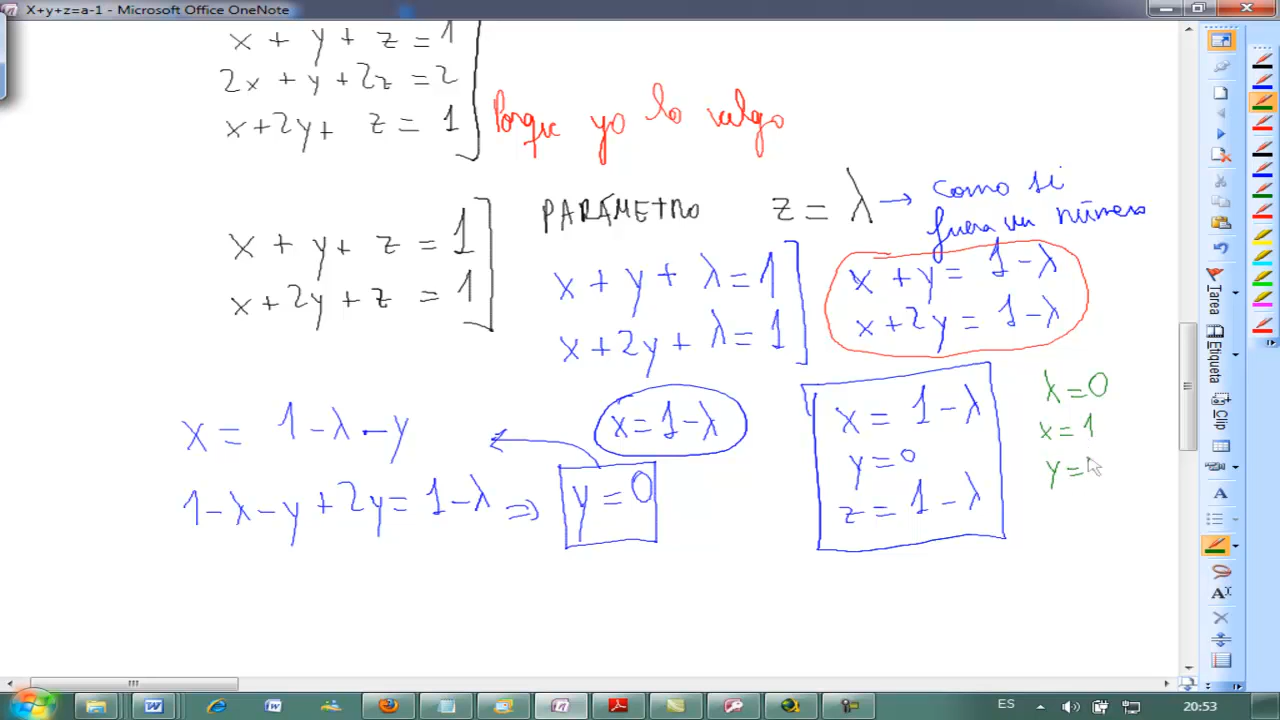 X+y+z=a-1 - Microsoft Office OneNote
x + y + z = 1
2x + y + 2z = 2
x + 2y + z = 1
Porque yo lo valgo
x + y + z = 1
x + 2y + z = 1
PARÁMETRO z = λ → como si
fuera un número
x + y + λ = 1
x + 2y + λ = 1
x + y = 1 - λ
x + 2y = 1 - λ
x = 1 - λ - y
1 - λ - y + 2y = 1 - λ ⇒ y = 0
x = 1 - λ
x = 1 - λ
y = 0
z = 1 - λ
λ = 0
x = 1
y =
Tarea
Etiqueta
Clip
ES
20:53